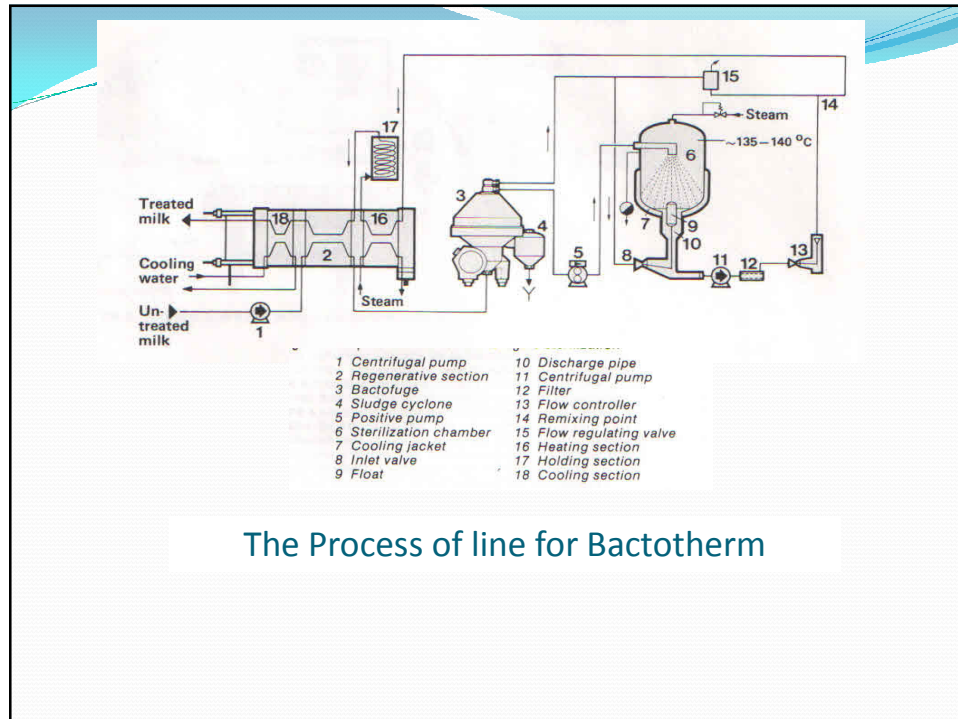 15
14
Steam
~135-140 °C
17
6
3
Treated
milk
18
16
4
7
9
10
2
5
13
Cooling
water
8
11
12
Steam
Un-
treated
milk
1
1 Centrifugal pump
2 Regenerative section
3 Bactofuge
4 Sludge cyclone
5 Positive pump
6 Sterilization chamber
7 Cooling jacket
8 Inlet valve
9 Float
10 Discharge pipe
11 Centrifugal pump
12 Filter
13 Flow controller
14 Remixing point
15 Flow regulating valve
16 Heating section
17 Holding section
18 Cooling section
The Process of line for Bactotherm